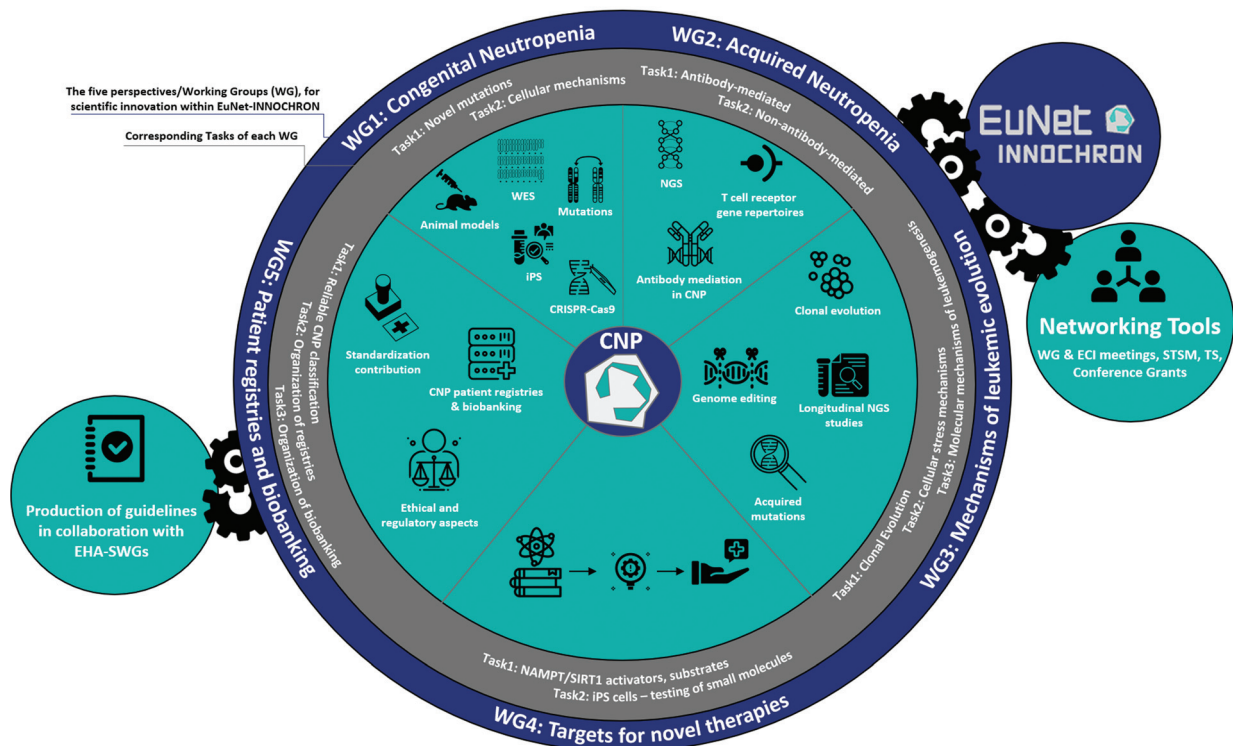 The five perspectives/Working Groups (WG), for
scientific innovation within EuNet-INNOCHRON
Corresponding Tasks of each WG
WG1: Congenital Neutropenia
Task1: Novel mutations
Task2: Cellular mechanisms
WG2: Acquired Neutropenia
Task1: Antibody-mediated
Task2: Non-antibody-mediated
EuNet
INNOCHRON
Networking Tools
WG & ECI meetings, STSM, TS,
Conference Grants
WES
Mutations
Animal models
iPS
CRISPR-Cas9
NGS
T cell receptor
gene repertoires
Antibody mediation
in CNP
WG3: Mechanisms of leukemic evolution
Task1: Clonal Evolution
Task2: Cellular stress mechanisms
Task3: Molecular mechanisms of leukemogenesis
Clonal evolution
Genome editing
Longitudinal NGS
studies
Acquired
mutations
CNP
WG5: Patient registries and biobanking
Task1: Reliable CNP classification
Task2: Organization of registries
Task3: Organization of biobanking
Standardization
contribution
CNP patient registries
& biobanking
Ethical and
regulatory aspects
Production of guidelines
in collaboration with
EHA-SWGs
Task1: NAMPT/SIRT1 activators, substrates
Task2: iPS cells – testing of small molecules
WG4: Targets for novel therapies